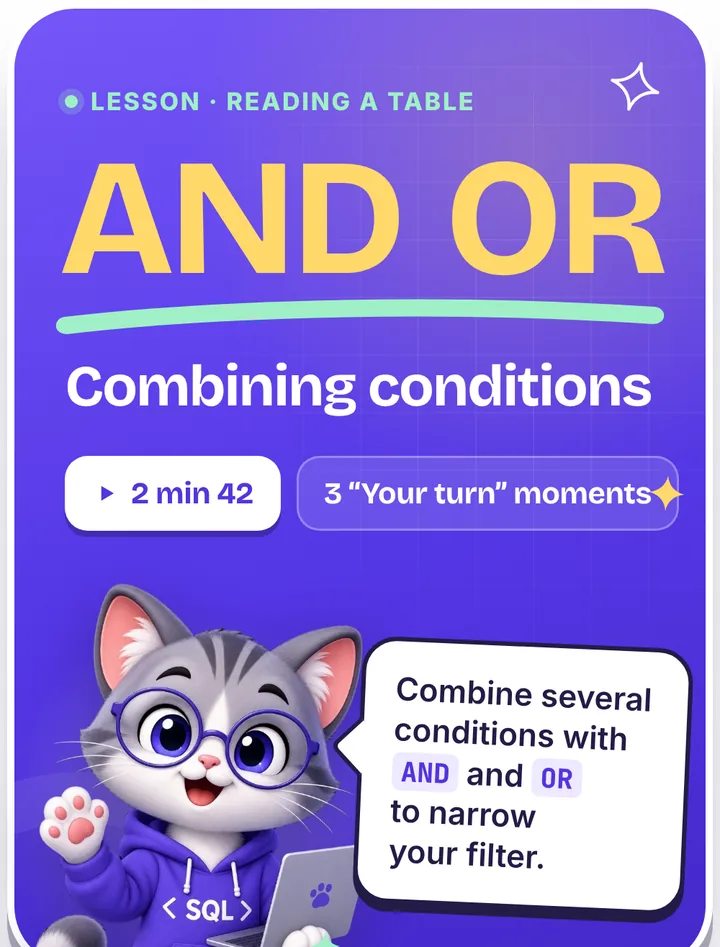 LESSON · READING A TABLE
AND OR
Combining conditions
2 min 42
3 “Your turn” moments
Combine several
conditions with
AND and OR
to narrow
your filter.
< SQL >